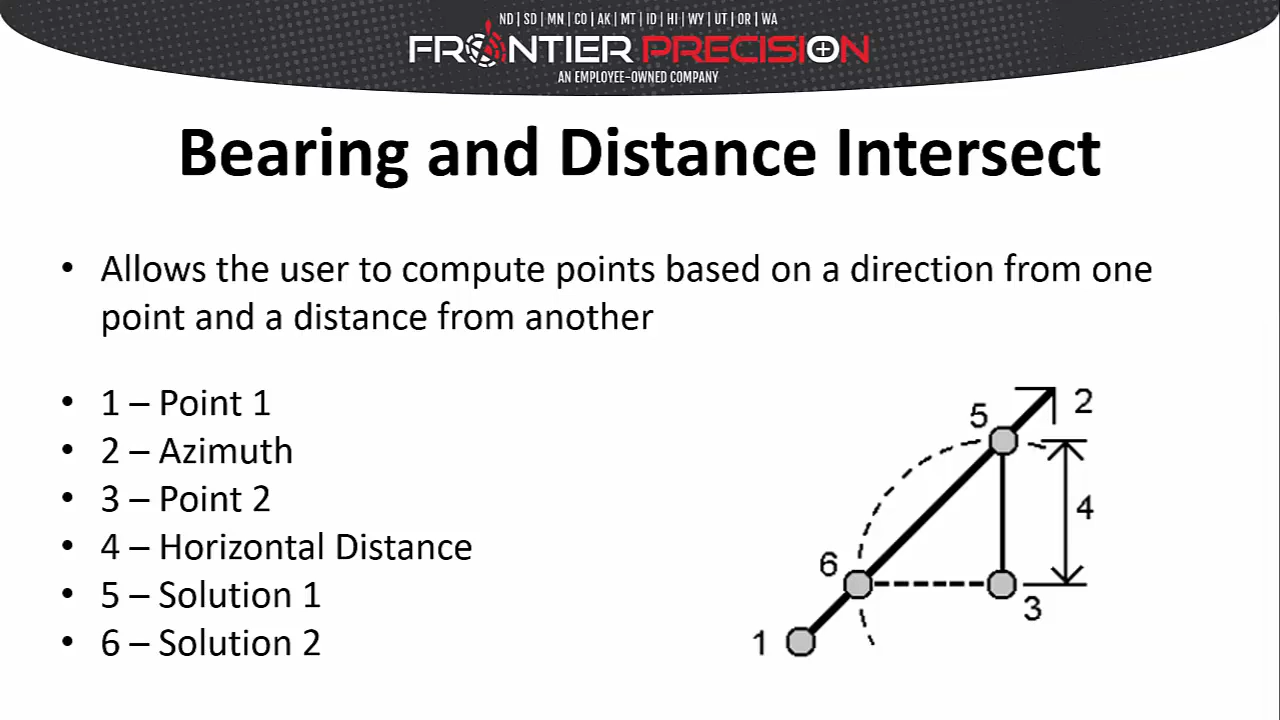 ND | SD | MN | CO | AK | MT | ID | HI | WY | UT | OR | WA
FRONTIER PRECISION
AN EMPLOYEE-OWNED COMPANY
Bearing and Distance Intersect
• Allows the user to compute points based on a direction from one
point and a distance from another
• 1 – Point 1
• 2 – Azimuth
• 3 – Point 2
• 4 – Horizontal Distance
• 5 – Solution 1
• 6 – Solution 2
5 2
4
6
3
1